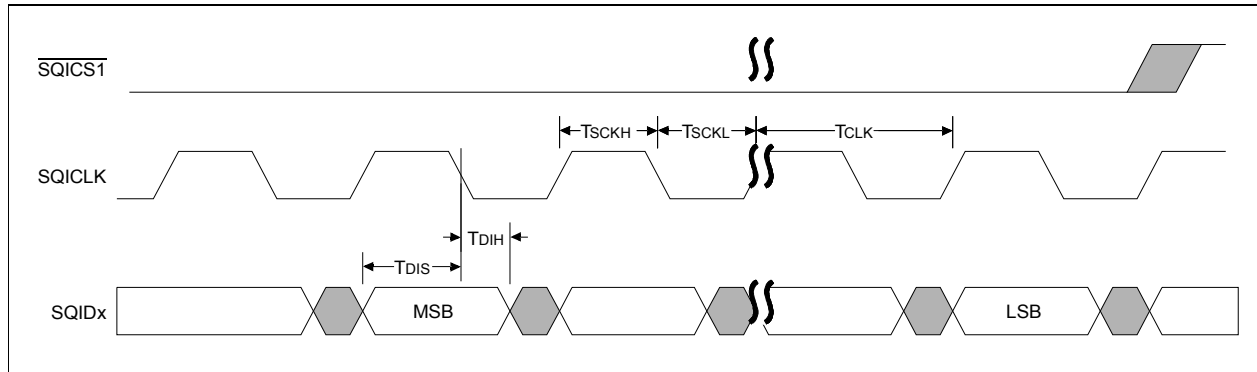 SQICS1
TSCKH TSCKL TCLK
SQICLK
TDIH
TDIS
SQIDx MSB LSB